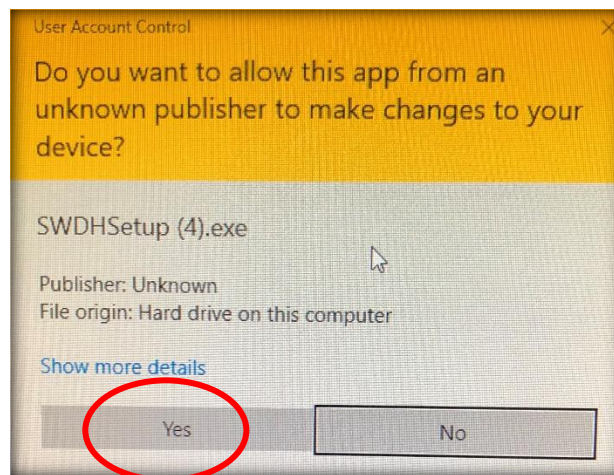 User Account Control
Do you want to allow this app from an
unknown publisher to make changes to your
device?
SWDHSetup (4).exe
Publisher: Unknown
File origin: Hard drive on this computer
Show more details
Yes
No